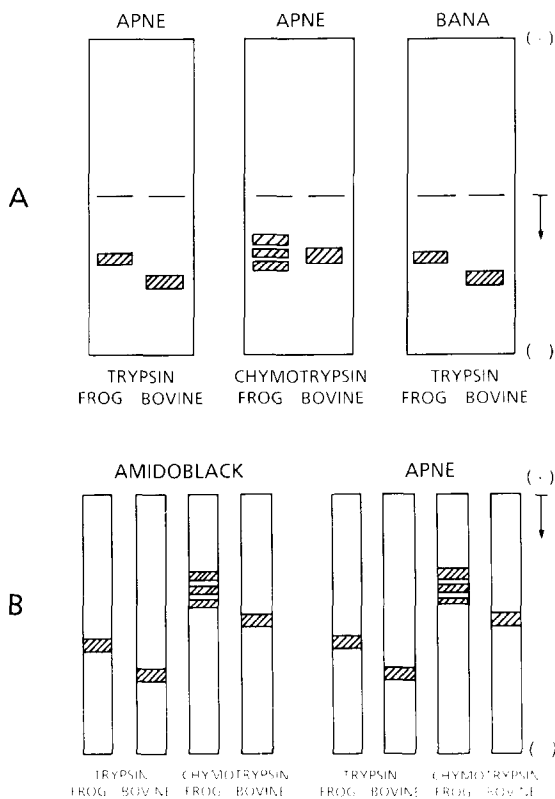 APNE APNE BANA
( · )
A
( )
TRYPSIN CHYMOTRYPSIN TRYPSIN
FROG BOVINE FROG BOVINE FROG BOVINE
AMIDOBLACK APNE
( · )
B
( )
TRYPSIN CHYMOTRYPSIN TRYPSIN CHYMOTRYPSIN
FROG BOVINE FROG BOVINE FROG BOVINE FROG BOVINE